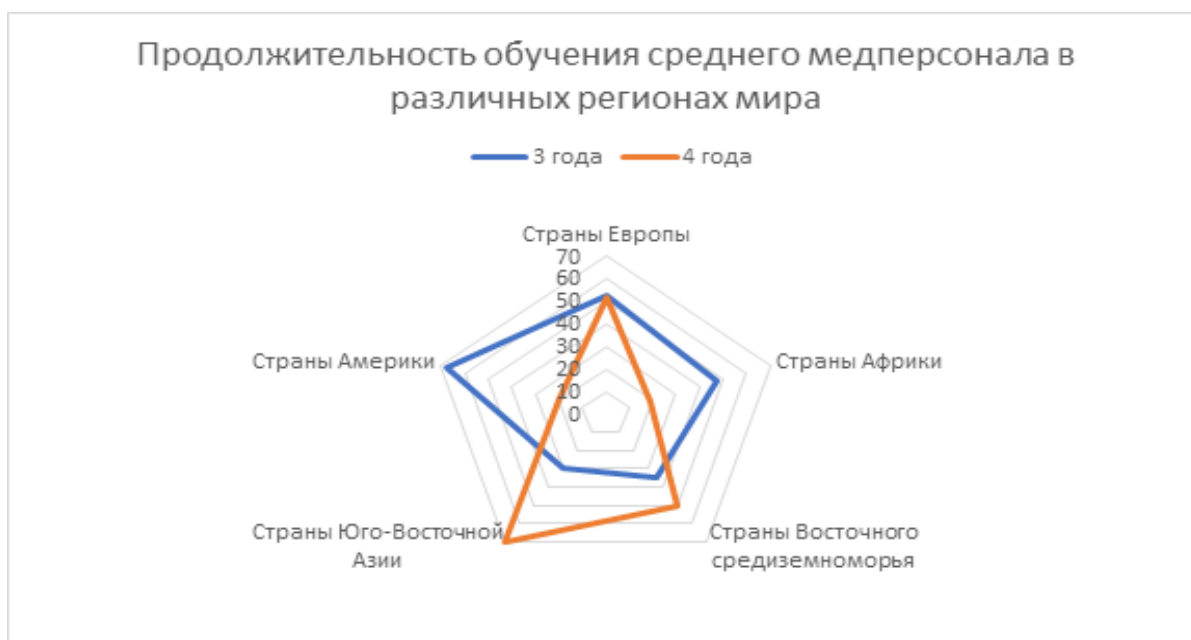 Продолжительность обучения среднего медперсонала в
различных регионах мира
3 года 4 года
Страны Европы
70
60
50
40
30
20
10
0
Страны Америки
Страны Африки
Страны Юго-Восточной
Азии
Страны Восточного
средиземноморья